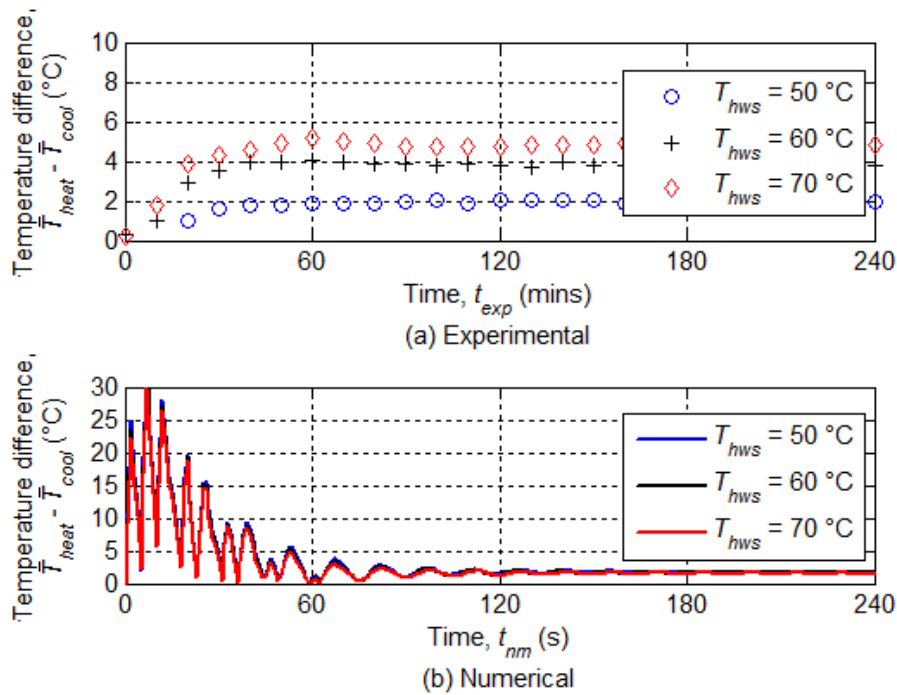 Temperature difference,
T̿heat - T̿cool (°C)
10
8
6
4
2
0
0
60
120
180
240
Thws = 50 °C
Thws = 60 °C
Thws = 70 °C
Time, texp (mins)
(a) Experimental
Temperature difference,
T̿heat - T̿cool (°C)
30
25
20
15
10
5
0
0
60
120
180
240
Thws = 50 °C
Thws = 60 °C
Thws = 70 °C
Time, tnm (s)
(b) Numerical